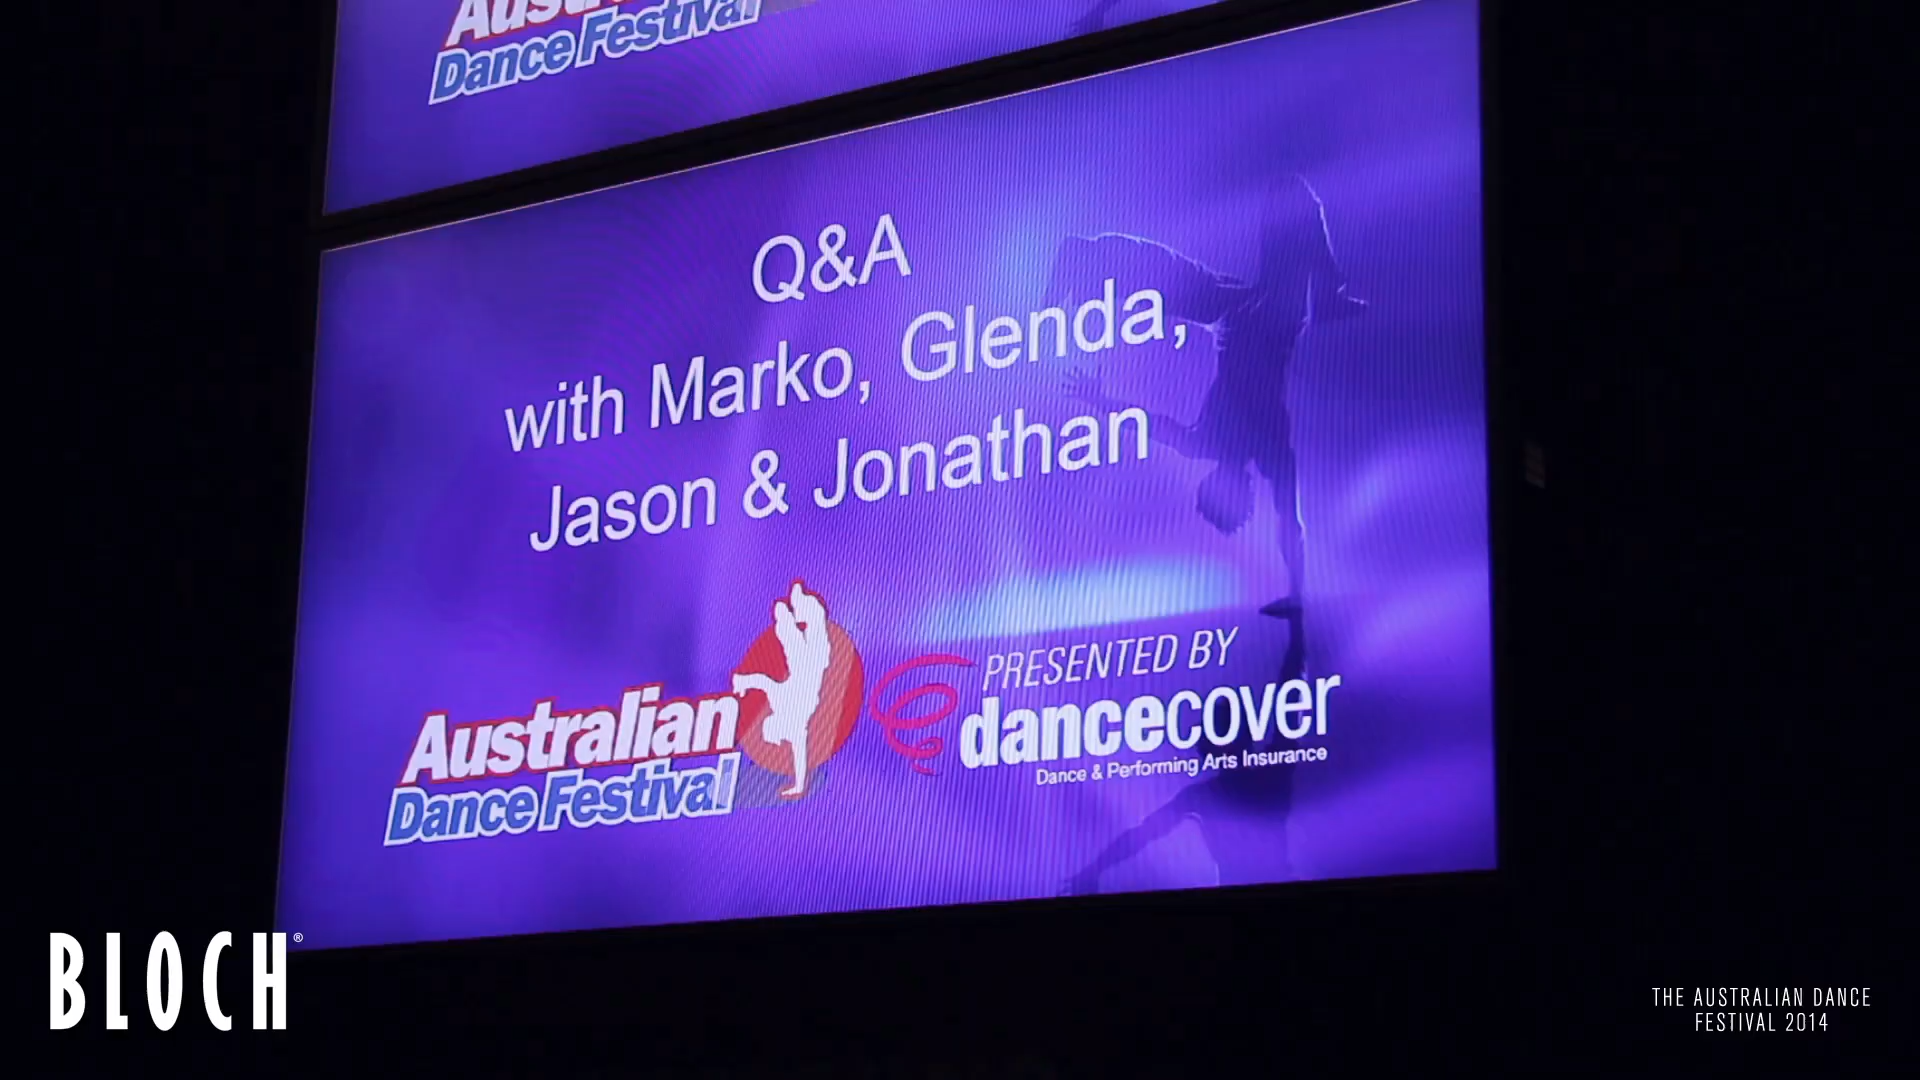 Australian
Dance Festival
Q&A
with Marko, Glenda,
Jason & Jonathan
PRESENTED BY
dancecover
Dance & Performing Arts Insurance
Australian
Dance Festival
BLOCH®
THE AUSTRALIAN DANCE
FESTIVAL 2014